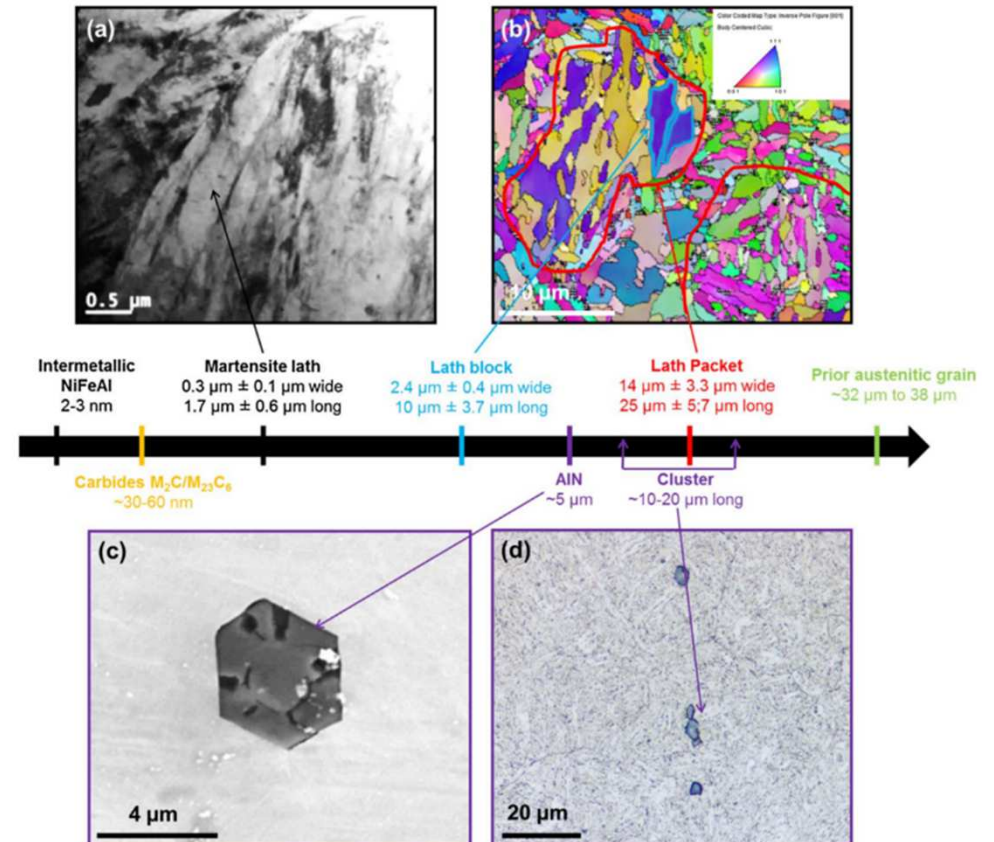 (a)
0.5 µm
(b)
Color Coded Map Type: Inverse Pole Figure [001]
Body Centered Cubic
111
001
101
10 µm
Intermetallic
NiFeAl
2-3 nm
Martensite lath
0.3 µm ± 0.1 µm wide
1.7 µm ± 0.6 µm long
Lath block
2.4 µm ± 0.4 µm wide
10 µm ± 3.7 µm long
Lath Packet
14 µm ± 3.3 µm wide
25 µm ± 5;7 µm long
Prior austenitic grain
~32 µm to 38 µm
Carbides M₂C/M₂₃C₆
~30-60 nm
AlN
~5 µm
Cluster
~10-20 µm long
(c)
4 µm
(d)
20 µm